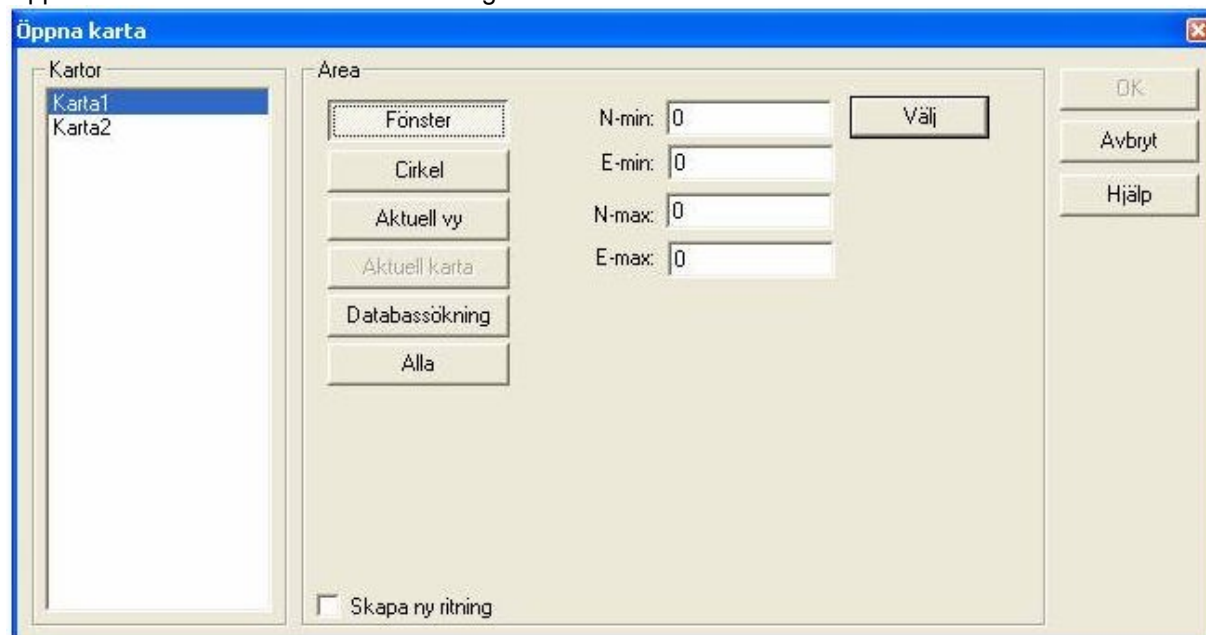 Öppna karta
Kartor
Karta1
Karta2
Area
Fönster
Cirkel
Aktuell vy
Aktuell karta
Databassökning
Alla
N-min: 0
E-min: 0
N-max: 0
E-max: 0
Välj
Skapa ny ritning
OK
Avbryt
Hjälp